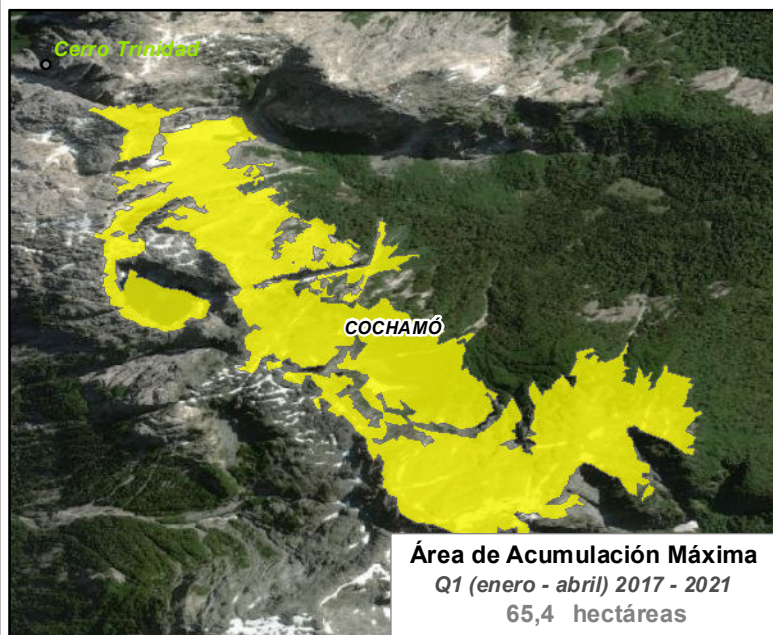 Cerro Trinidad
COCHAMÓ
Área de Acumulación Máxima
Q1 (enero - abril) 2017 - 2021
65,4 hectáreas